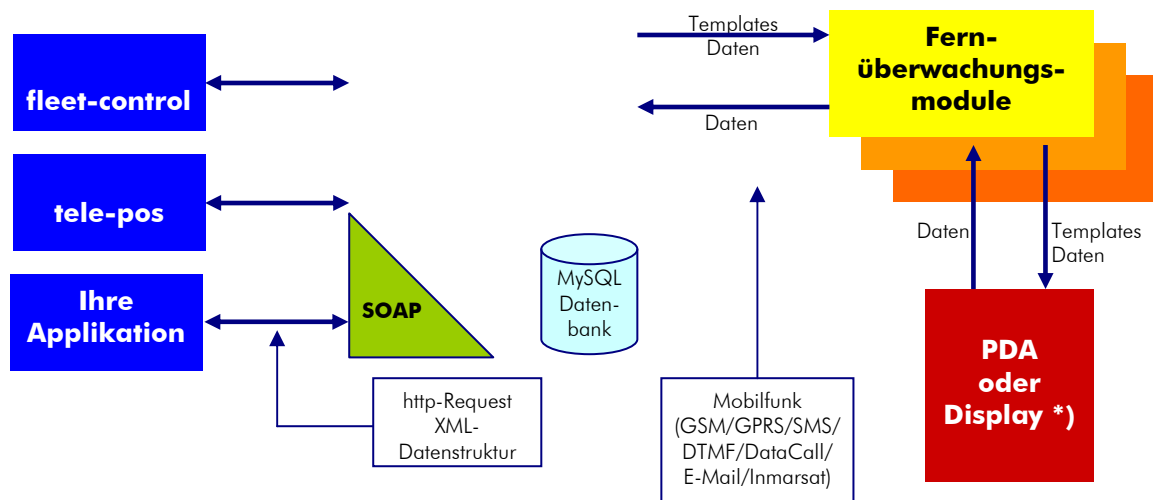 fleet-control
tele-pos
Ihre
Applikation
SOAP
http-Request
XML-
Datenstruktur
MySQL
Daten-
bank
Templates
Daten
Daten
Mobilfunk
(GSM/GPRS/SMS/
DTMF/DataCall/
E-Mail/Inmarsat)
Fern-
überwachungs-
module
Daten
Templates
Daten
PDA
oder
Display *)